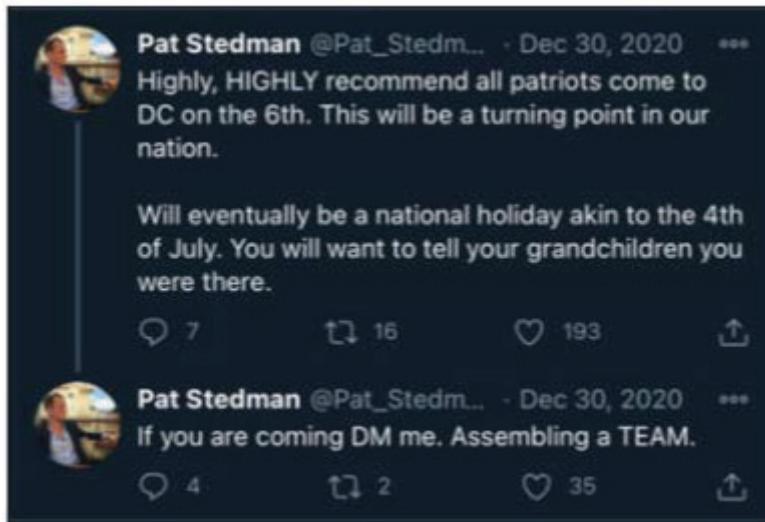 Pat Stedman @Pat_Stedm... · Dec 30, 2020
Highly, HIGHLY recommend all patriots come to
DC on the 6th. This will be a turning point in our
nation.
Will eventually be a national holiday akin to the 4th
of July. You will want to tell your grandchildren you
were there.
7 16 193
Pat Stedman @Pat_Stedm... · Dec 30, 2020
If you are coming DM me. Assembling a TEAM.
4 2 35